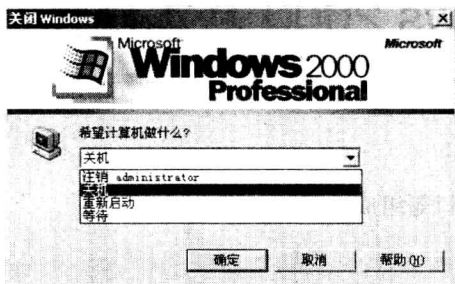 关闭 Windows
Microsoft
Microsoft
Windows 2000
Professional
希望计算机做什么?
关机
注销 administrator
关机
重新启动
等待
确定 取消 帮助(H)